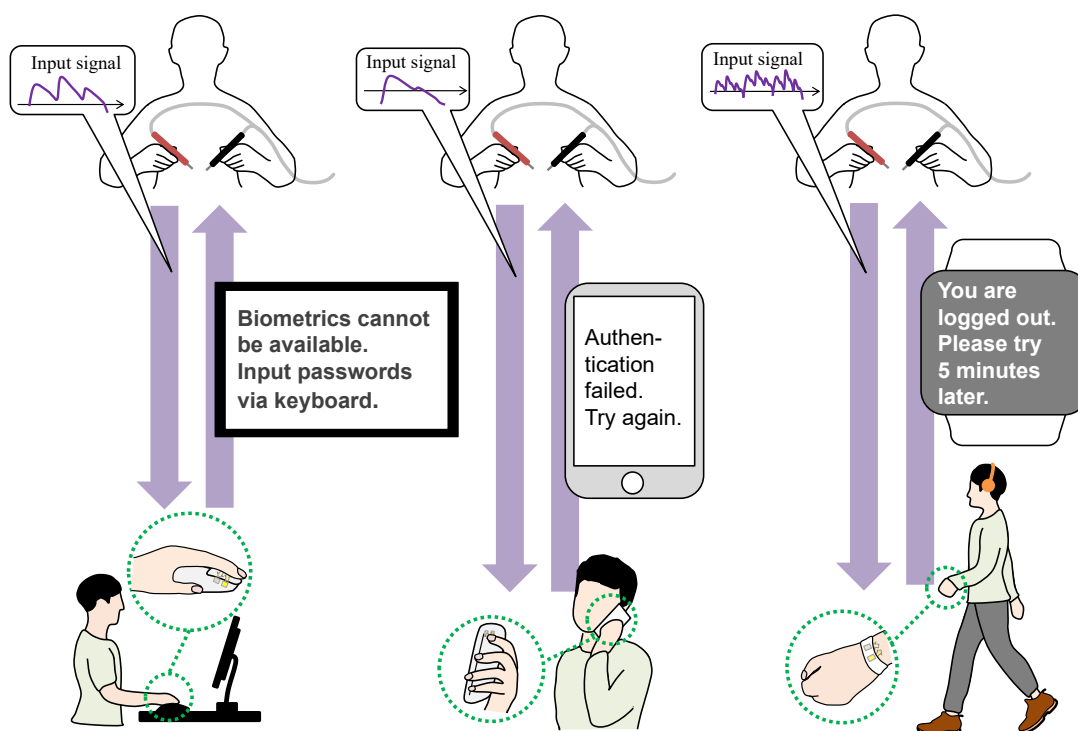 Input signal
Input signal
Input signal
Biometrics cannot
be available.
Input passwords
via keyboard.
Authen-
tication
failed.
Try again.
You are
logged out.
Please try
5 minutes
later.